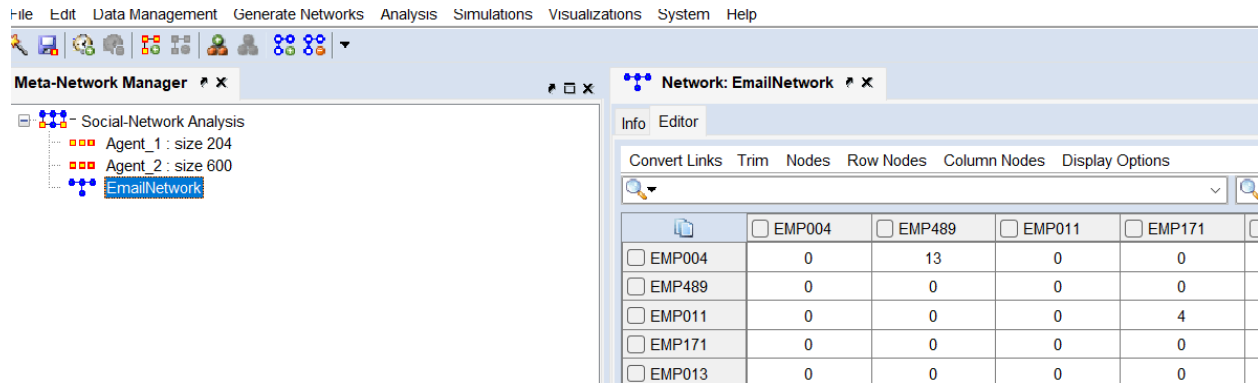 File Edit Data Management Generate Networks Analysis Simulations Visualizations System Help
Meta-Network Manager
Network: EmailNetwork
Social-Network Analysis
Agent_1 : size 204
Agent_2 : size 600
EmailNetwork
Info Editor
Convert Links Trim Nodes Row Nodes Column Nodes Display Options
EMP004 EMP489 EMP011 EMP171
EMP004 0 13 0 0
EMP489 0 0 0 0
EMP011 0 0 0 4
EMP171 0 0 0 0
EMP013 0 0 0 0